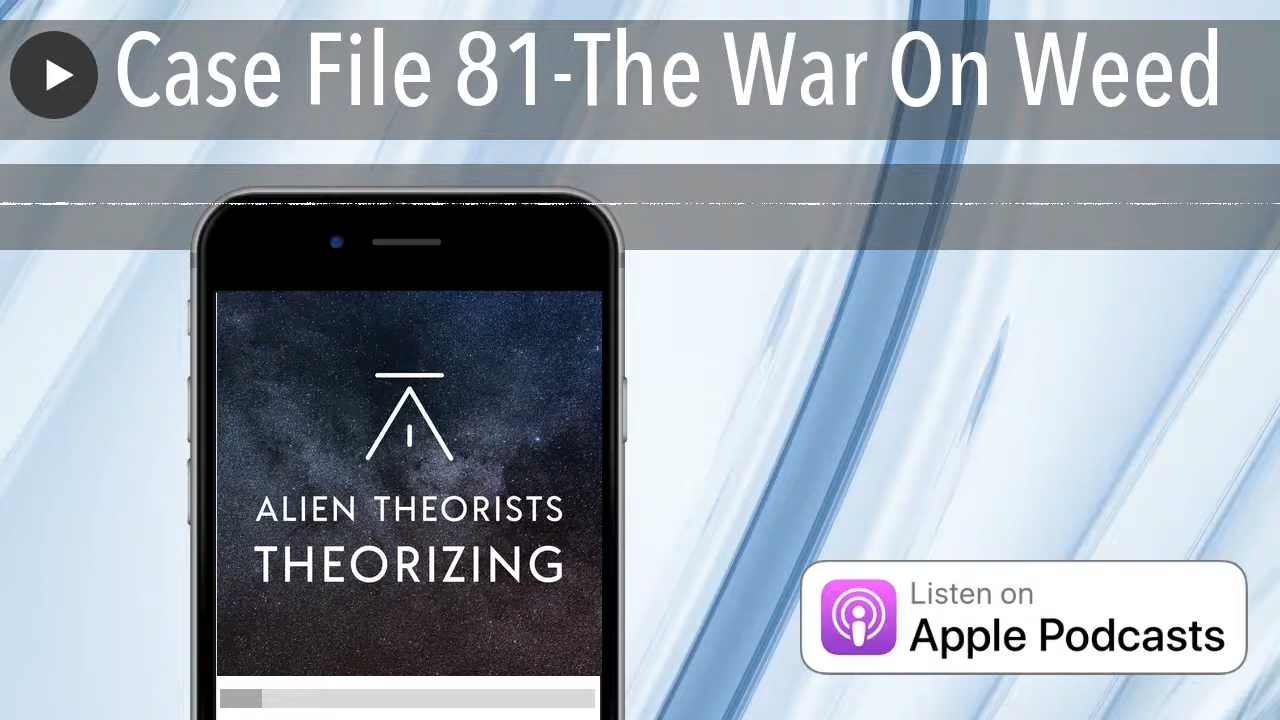 Case File 81-The War On Weed
ALIEN THEORISTS
THEORIZING
Listen on
Apple Podcasts